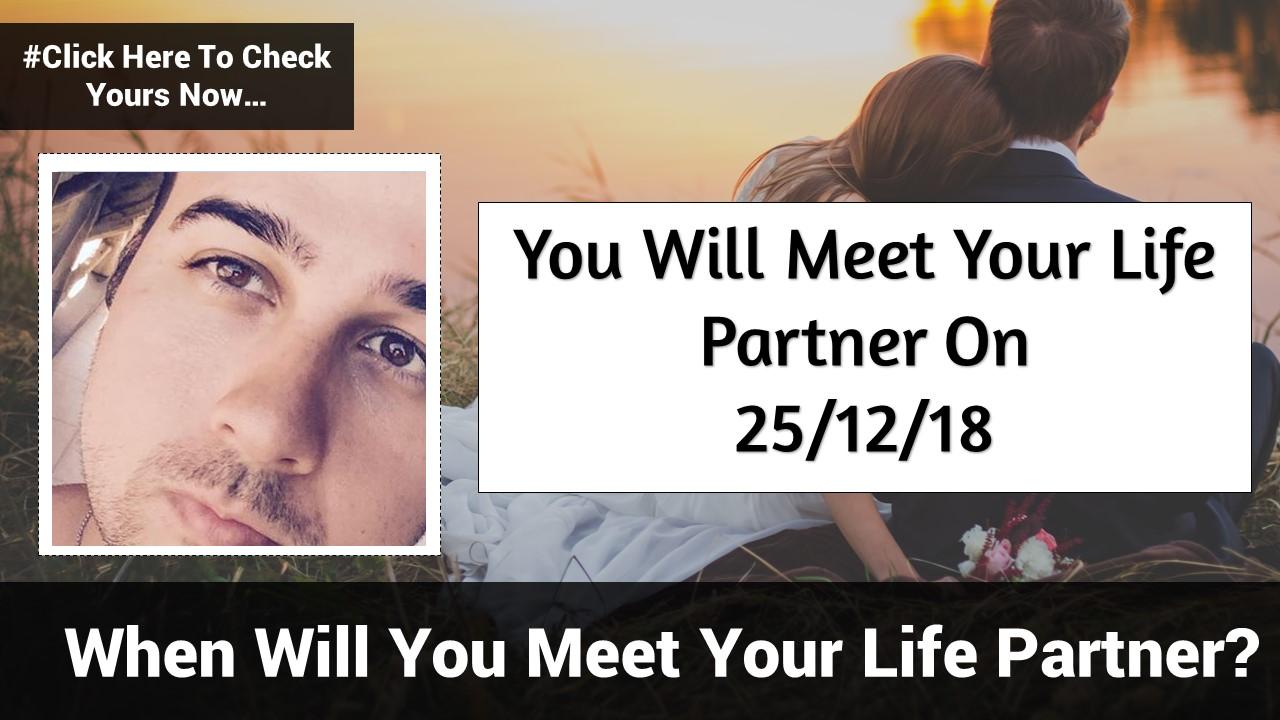 #Click Here To Check
Yours Now...
You Will Meet Your Life
Partner On
25/12/18
When Will You Meet Your Life Partner?